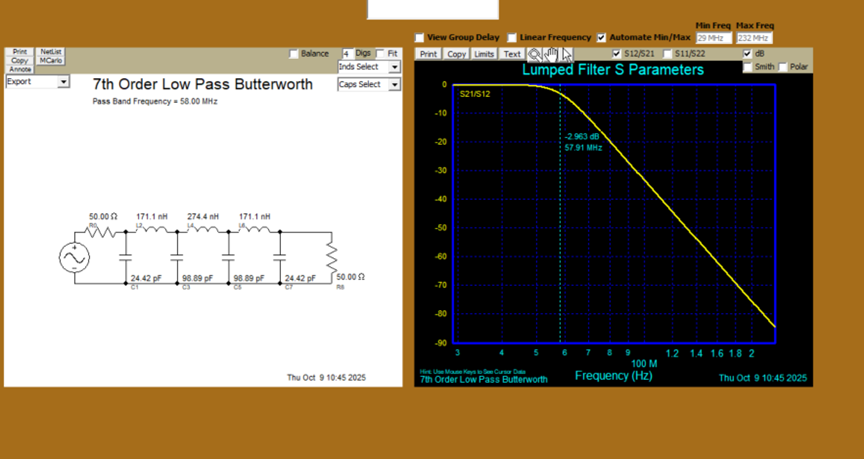 Print NetList
Copy MCarlo
Annote
Export
Balance
4 Digs Fit
Inds Select
Caps Select
7th Order Low Pass Butterworth
Pass Band Frequency = 58.00 MHz
50.00 Ω 171.1 nH 274.4 nH 171.1 nH
L2 L4 L6
24.42 pF 98.89 pF 98.89 pF 24.42 pF 50.00 Ω
C1 C3 C5 C7
Thu Oct 9 10:45 2025
View Group Delay Linear Frequency Automate Min/Max
Min Freq Max Freq
29 MHz 232 MHz
Print Copy Limits Text
S12/S21 S11/S22 dB
Smith Polar
Lumped Filter S Parameters
S21/S12
-2.963 dB
57.91 MHz
0
-10
-20
-30
-40
-50
-60
-70
-80
-90
3 4 5 6 7 8 9 1.2 1.4 1.6 1.8 2
100 M
Hint: Use Mouse Keys to See Cursor Data
7th Order Low Pass Butterworth
Frequency (Hz)
Thu Oct 9 10:45 2025